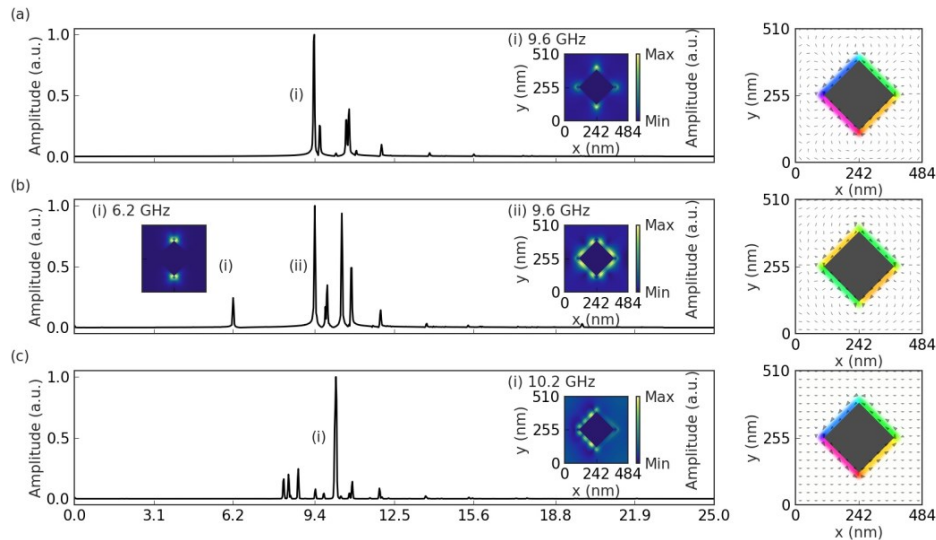 (a)
Amplitude (a.u.)
1.0
0.5
0.0
(i)
(i) 9.6 GHz
y (nm)
510
255
0
0 242 484
x (nm)
Max
Min
Amplitude (a.u.)
y (nm)
510
255
0
0 242 484
x (nm)
(b)
Amplitude (a.u.)
1.0
0.5
0.0
(i) 6.2 GHz
(i)
(ii)
(ii) 9.6 GHz
y (nm)
510
255
0
0 242 484
x (nm)
Max
Min
Amplitude (a.u.)
y (nm)
510
255
0
0 242 484
x (nm)
(c)
Amplitude (a.u.)
1.0
0.5
0.0
(i)
(i) 10.2 GHz
y (nm)
510
255
0
0 242 484
x (nm)
Max
Min
Amplitude (a.u.)
0.0 3.1 6.2 9.4 12.5 15.6 18.8 21.9 25.0
y (nm)
510
255
0
0 242 484
x (nm)